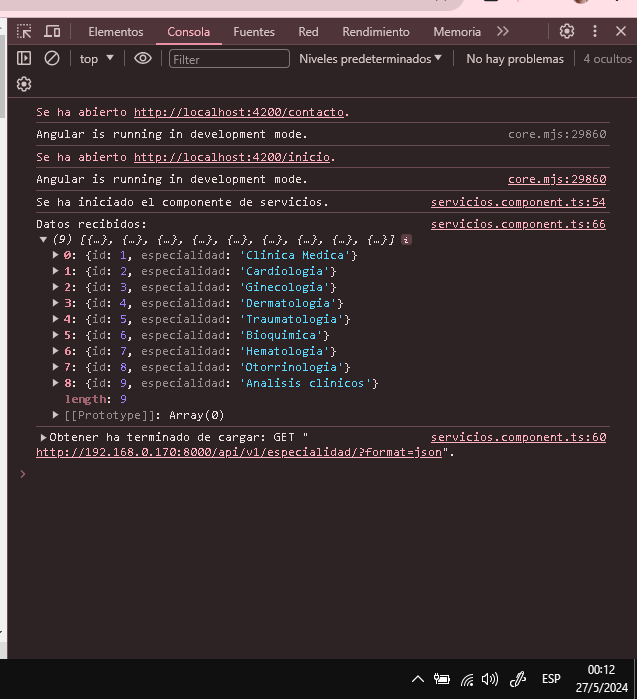 Elementos Consola Fuentes Red Rendimiento Memoria
top Filter Niveles predeterminados No hay problemas 4 ocultos
Se ha abierto http://localhost:4200/contacto.
Angular is running in development mode. core.mjs:29860
Se ha abierto http://localhost:4200/inicio.
Angular is running in development mode. core.mjs:29860
Se ha iniciado el componente de servicios. servicios.component.ts:54
Datos recibidos: servicios.component.ts:66
(9) [{…}, {…}, {…}, {…}, {…}, {…}, {…}, {…}, {…}] i
0: {id: 1, especialidad: 'Clinica Medica'}
1: {id: 2, especialidad: 'Cardiologia'}
2: {id: 3, especialidad: 'Ginecologia'}
3: {id: 4, especialidad: 'Dermatologia'}
4: {id: 5, especialidad: 'Traumatologia'}
5: {id: 6, especialidad: 'Bioquimica'}
6: {id: 7, especialidad: 'Hematologia'}
7: {id: 8, especialidad: 'Otorrinologia'}
8: {id: 9, especialidad: 'Analisis clinicos'}
length: 9
[[Prototype]]: Array(0)
Obtener ha terminado de cargar: GET " servicios.component.ts:60
http://192.168.0.170:8000/api/v1/especialidad/?format=json".
ESP 00:12
27/5/2024